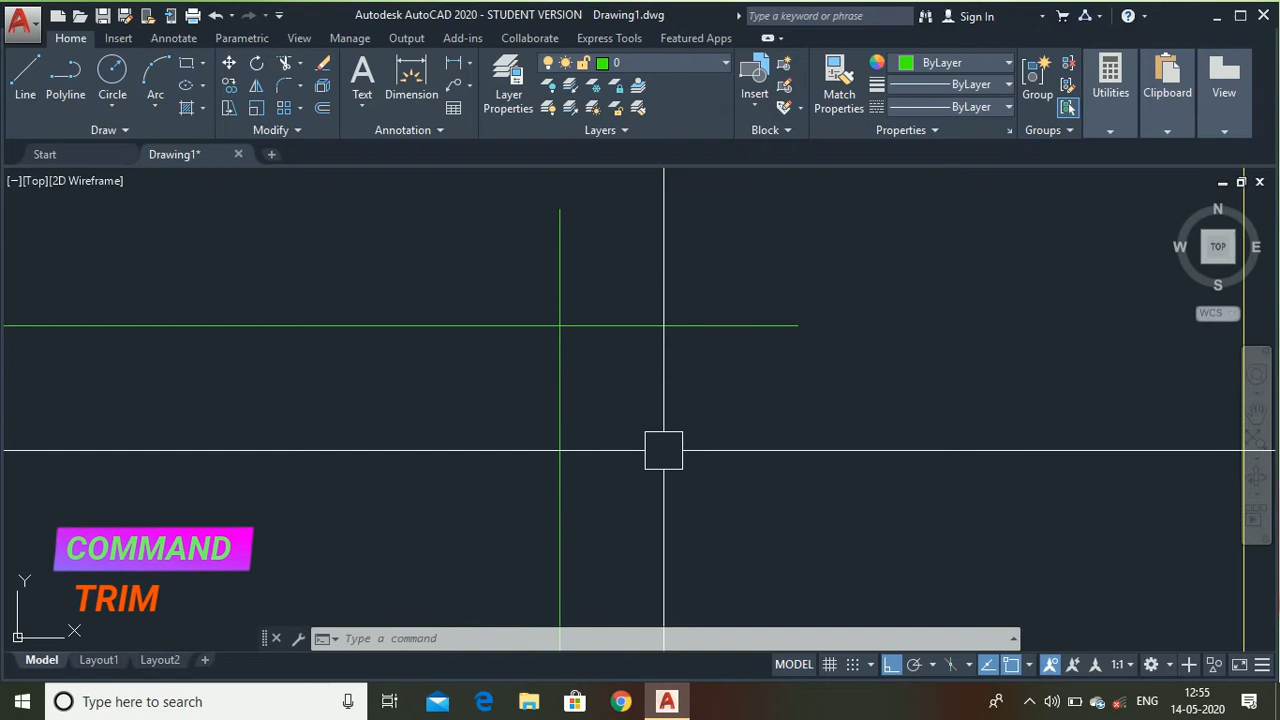 Autodesk AutoCAD 2020 - STUDENT VERSION Drawing1.dwg
Type a keyword or phrase
Sign In
Home Insert Annotate Parametric View Manage Output Add-ins Collaborate Express Tools Featured Apps
0
ByLayer
ByLayer
ByLayer
Line Polyline Circle Arc
Text Dimension
Layer Properties
Insert
Match Properties
Group
Utilities
Clipboard
View
Draw Modify Annotation Layers Block Properties Groups
Start Drawing1*
[−][Top][2D Wireframe]
N
W TOP E
S
WCS
COMMAND
TRIM
Y
X
Type a command
Model Layout1 Layout2
MODEL 1:1
Type here to search
ENG
12:55
14-05-2020